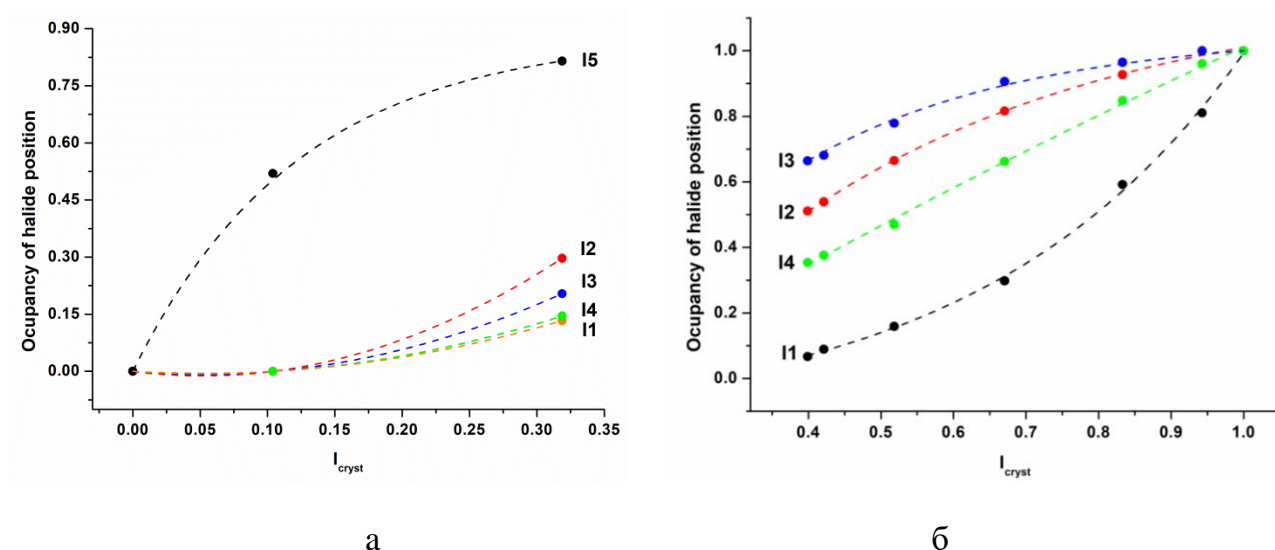 0.90
0.75
0.60
0.45
0.30
0.15
0.00
Ocupancy of halide position
I5
I2
I3
I4
I1
0.00 0.05 0.10 0.15 0.20 0.25 0.30 0.35
I cryst
а
1.0
0.8
0.6
0.4
0.2
0.0
Ocupancy of halide position
I3
I2
I4
I1
0.4 0.5 0.6 0.7 0.8 0.9 1.0
I cryst
б